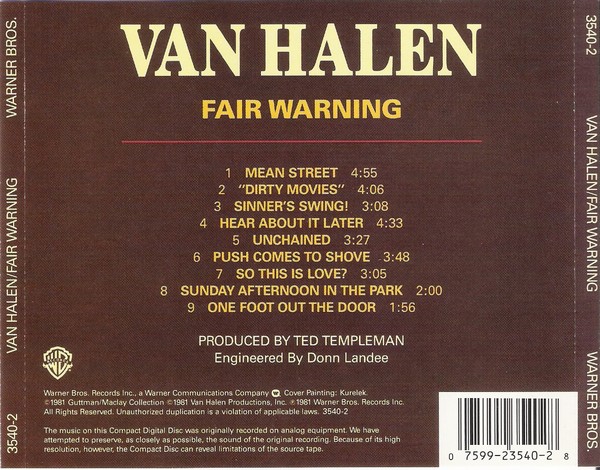 VAN HALEN
FAIR WARNING
1 MEAN STREET 4:55
2 "DIRTY MOVIES" 4:06
3 SINNER'S SWING! 3:08
4 HEAR ABOUT IT LATER 4:33
5 UNCHAINED 3:27
6 PUSH COMES TO SHOVE 3:48
7 SO THIS IS LOVE? 3:05
8 SUNDAY AFTERNOON IN THE PARK 2:00
9 ONE FOOT OUT THE DOOR 1:56
PRODUCED BY TED TEMPLEMAN
Engineered By Donn Landee
Warner Bros. Records Inc., a Warner Communications Company. Cover Painting: Kurelek.
©1981 Guttman/Maclay Collection ©1981 Van Halen Productions, Inc. ℗1981 Warner Bros. Records Inc.
All Rights Reserved. Unauthorized duplication is a violation of applicable laws. 3540-2
The music on this Compact Digital Disc was originally recorded on analog equipment. We have
attempted to preserve, as closely as possible, the sound of the original recording. Because of its high
resolution, however, the Compact Disc can reveal limitations of the source tape.
0 7599-23540-2 8
3540-2 VAN HALEN/FAIR WARNING WARNER BROS.
3540-2 VAN HALEN/FAIR WARNING WARNER BROS.